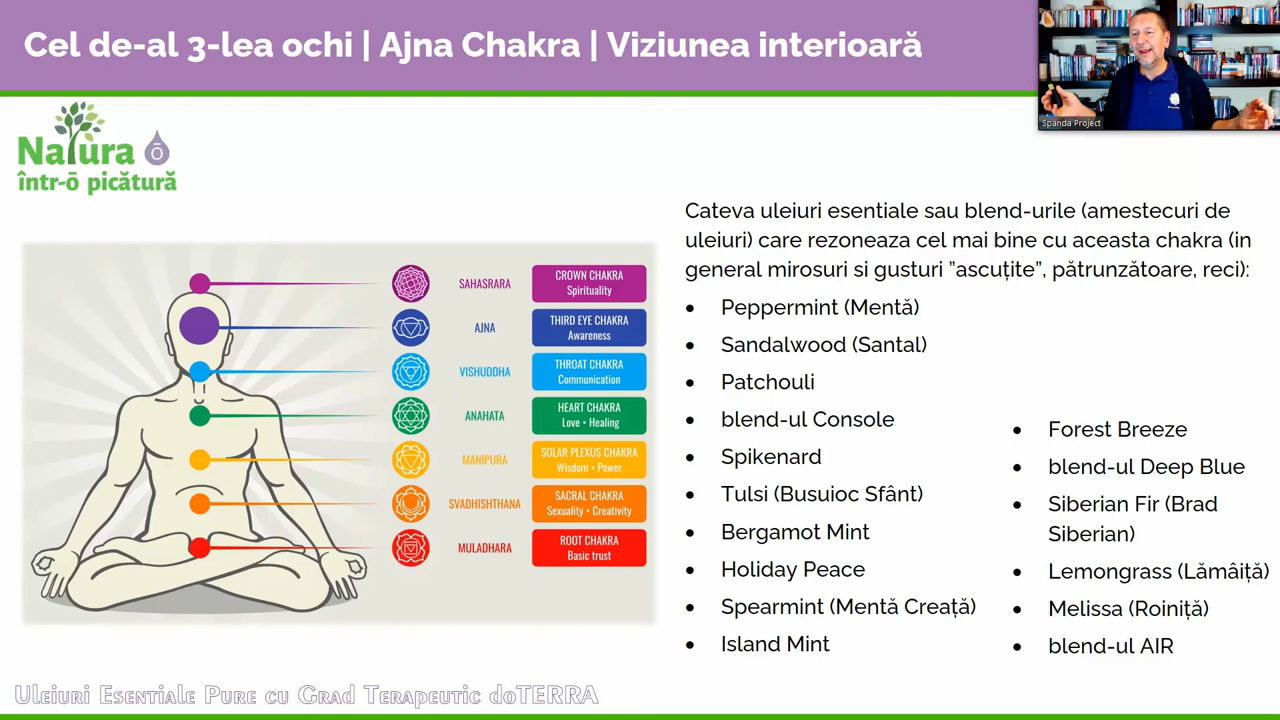 Cel de-al 3-lea ochi | Ajna Chakra | Viziunea interioară
Spanda Project
Natura ō
într-ō picătură
SAHASRARA
CROWN CHAKRA
Spirituality
AJNA
THIRD EYE CHAKRA
Awareness
VISHUDDHA
THROAT CHAKRA
Communication
ANAHATA
HEART CHAKRA
Love • Healing
MANIPURA
SOLAR PLEXUS CHAKRA
Wisdom • Power
SVADHISHTHANA
SACRAL CHAKRA
Sexuality • Creativity
MULADHARA
ROOT CHAKRA
Basic trust
Cateva uleiuri esentiale sau blend-urile (amestecuri de
uleiuri) care rezoneaza cel mai bine cu aceasta chakra (in
general mirosuri si gusturi ”ascuțite”, pătrunzătoare, reci):
• Peppermint (Mentă)
• Sandalwood (Santal)
• Patchouli
• blend-ul Console
• Spikenard
• Tulsi (Busuioc Sfânt)
• Bergamot Mint
• Holiday Peace
• Spearmint (Mentă Creață)
• Island Mint
• Forest Breeze
• blend-ul Deep Blue
• Siberian Fir (Brad
Siberian)
• Lemongrass (Lămâiță)
• Melissa (Roiniță)
• blend-ul AIR
Uleiuri Esentiale Pure cu Grad Terapeutic doTERRA